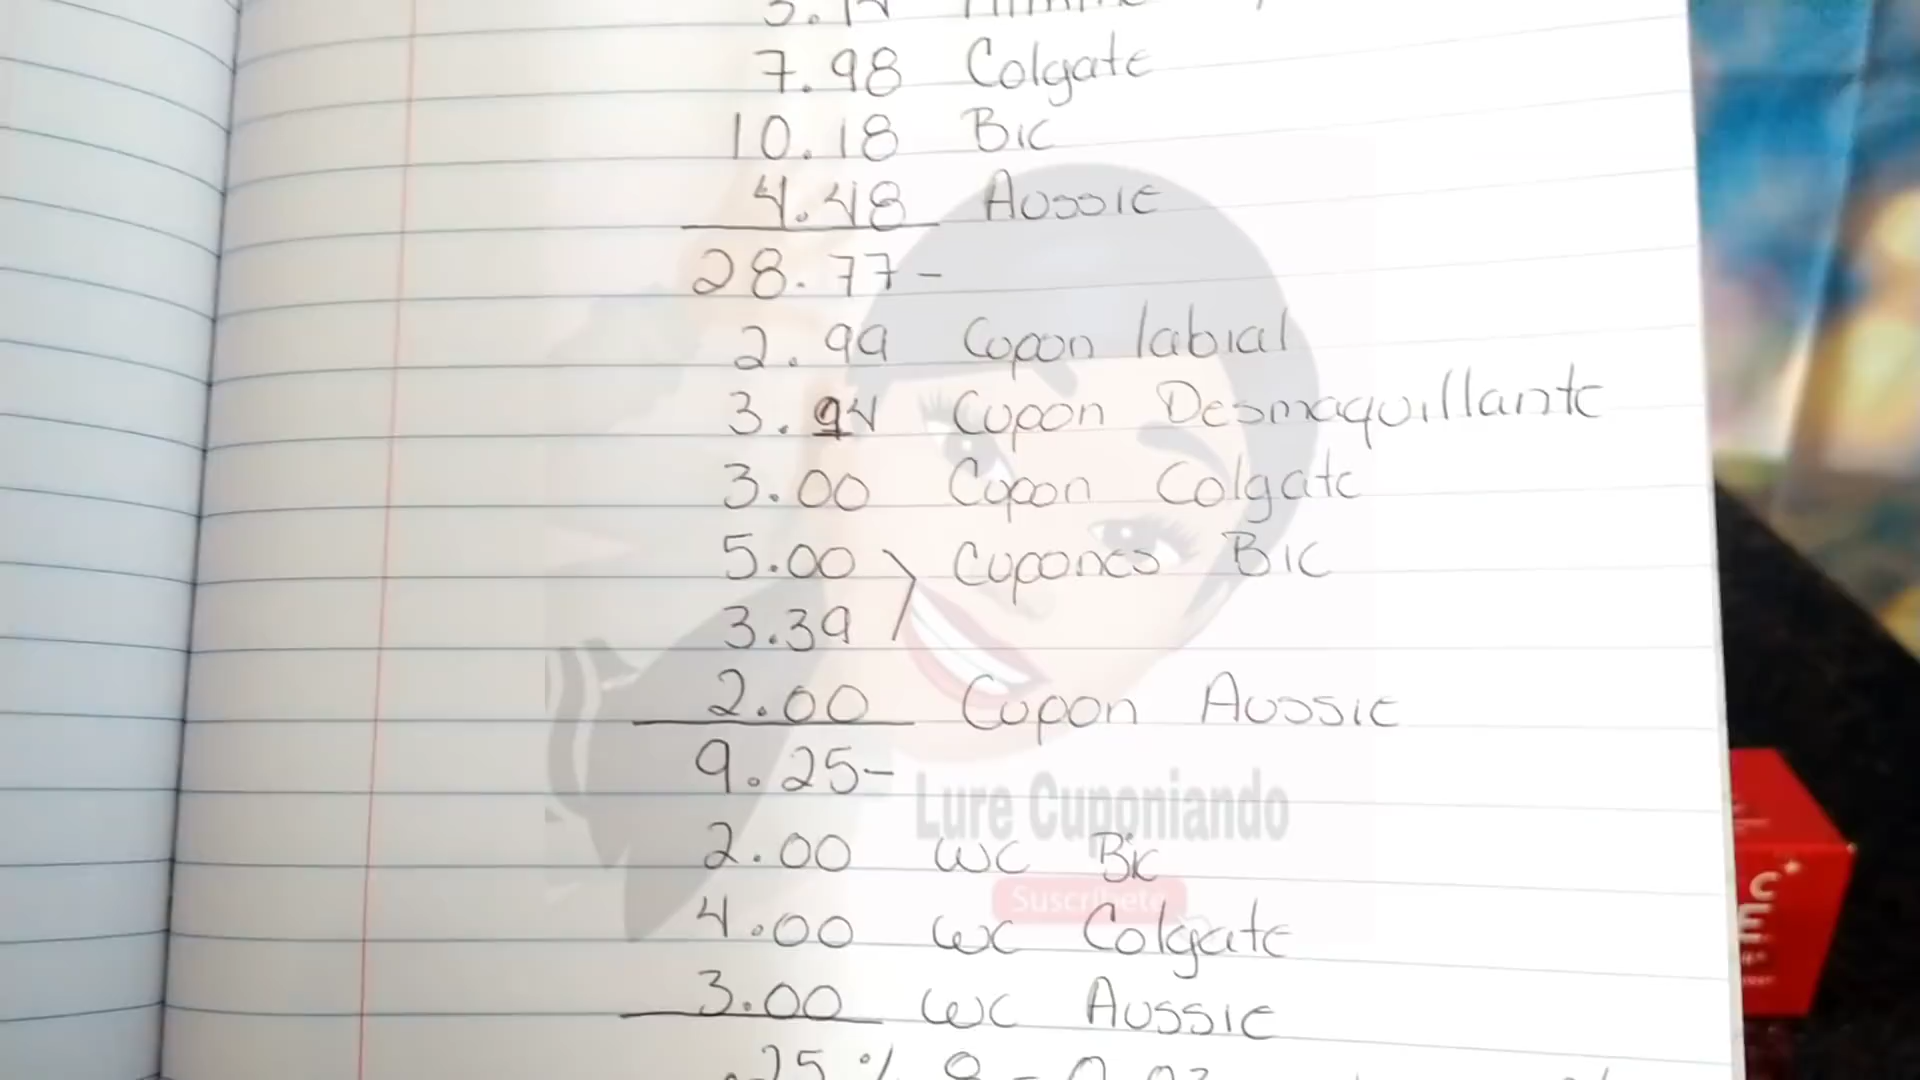 7.98 Colgate
10.18 Bic
4.48 Aussie
28.77-
2.99 Cupon labial
3.94 Cupon Desmaquillante
3.00 Cupon Colgate
5.00 Cupones Bic
3.39
2.00 Cupon Aussie
9.25-
Lure Cuponiando
2.00 wc Bic
Suscribete
4.00 wc Colgate
3.00 wc Aussie